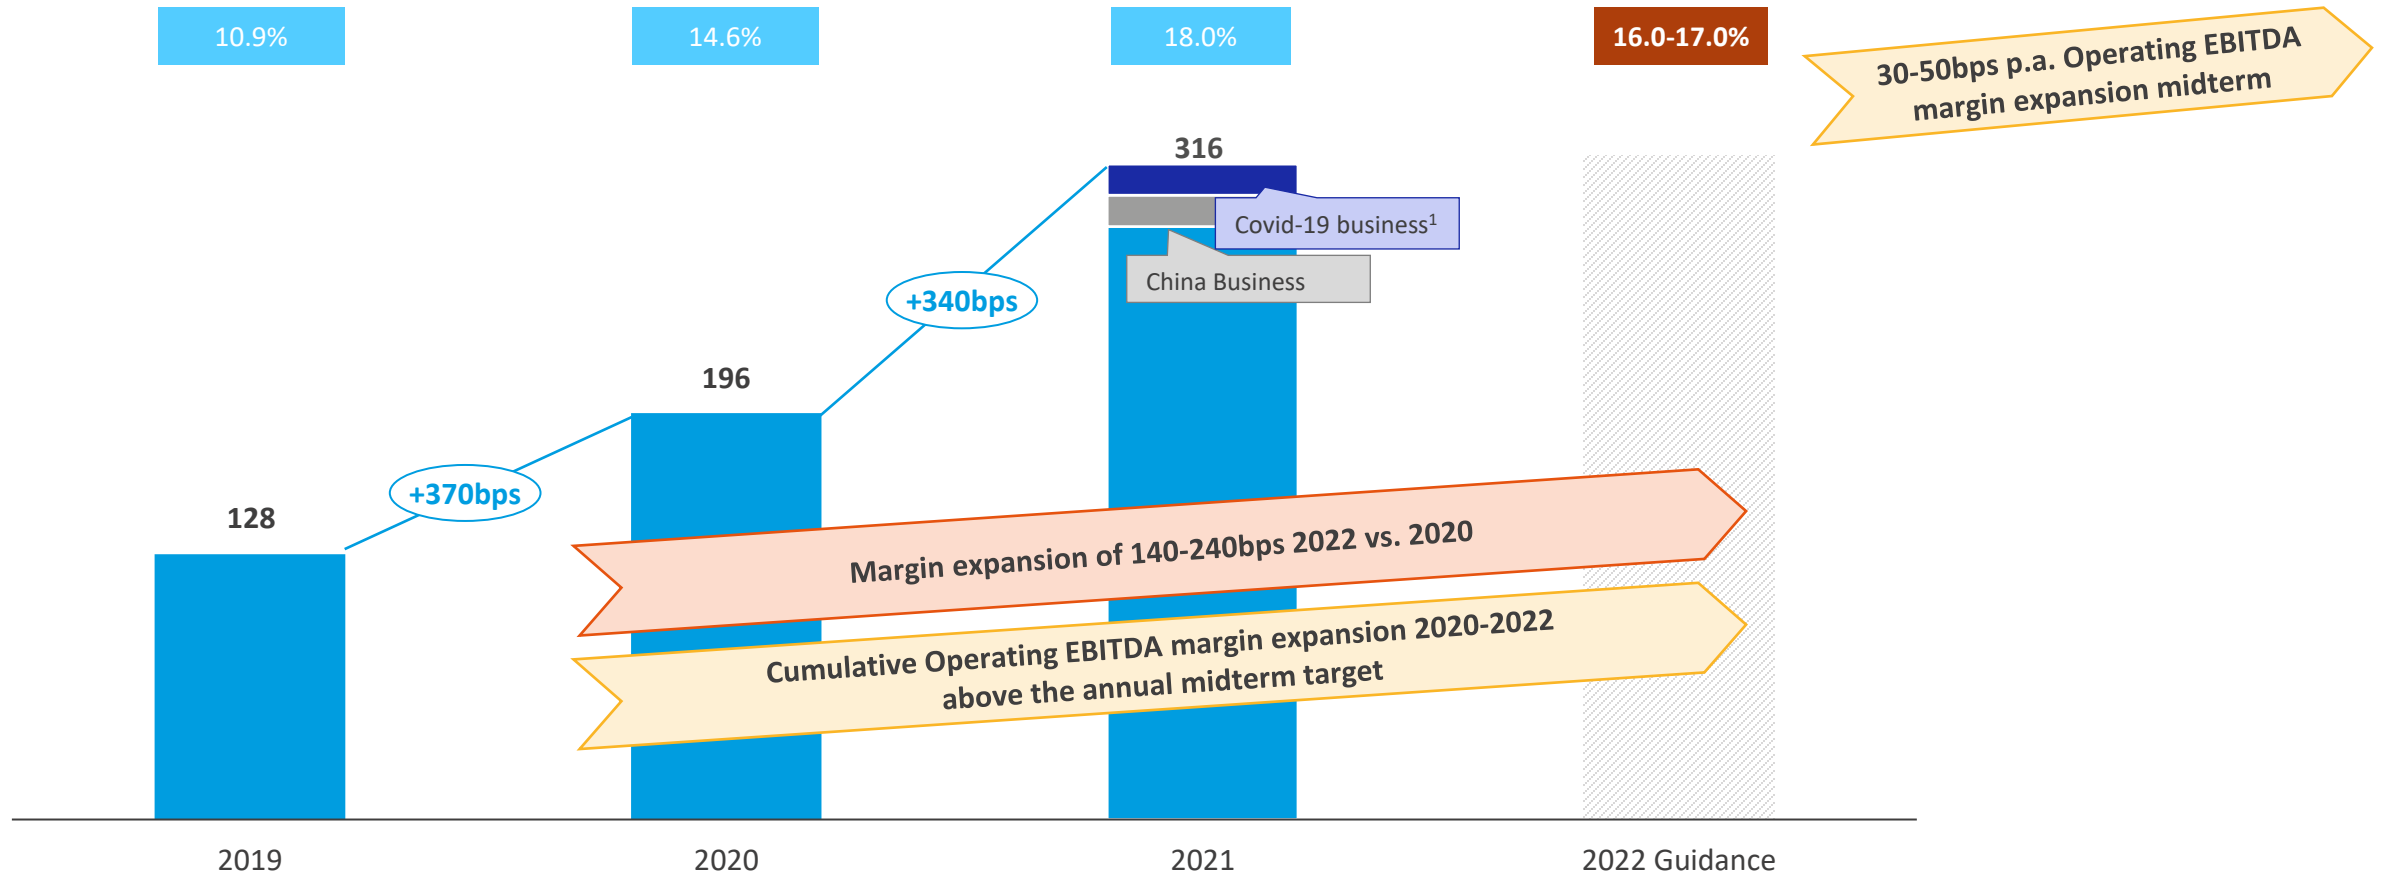 10.9%
14.6%
18.0%
16.0-17.0%
30-50bps p.a. Operating EBITDA
margin expansion midterm
316
Covid-19 business¹
China Business
+340bps
196
+370bps
128
Margin expansion of 140-240bps 2022 vs. 2020
Cumulative Operating EBITDA margin expansion 2020-2022
above the annual midterm target
2019
2020
2021
2022 Guidance